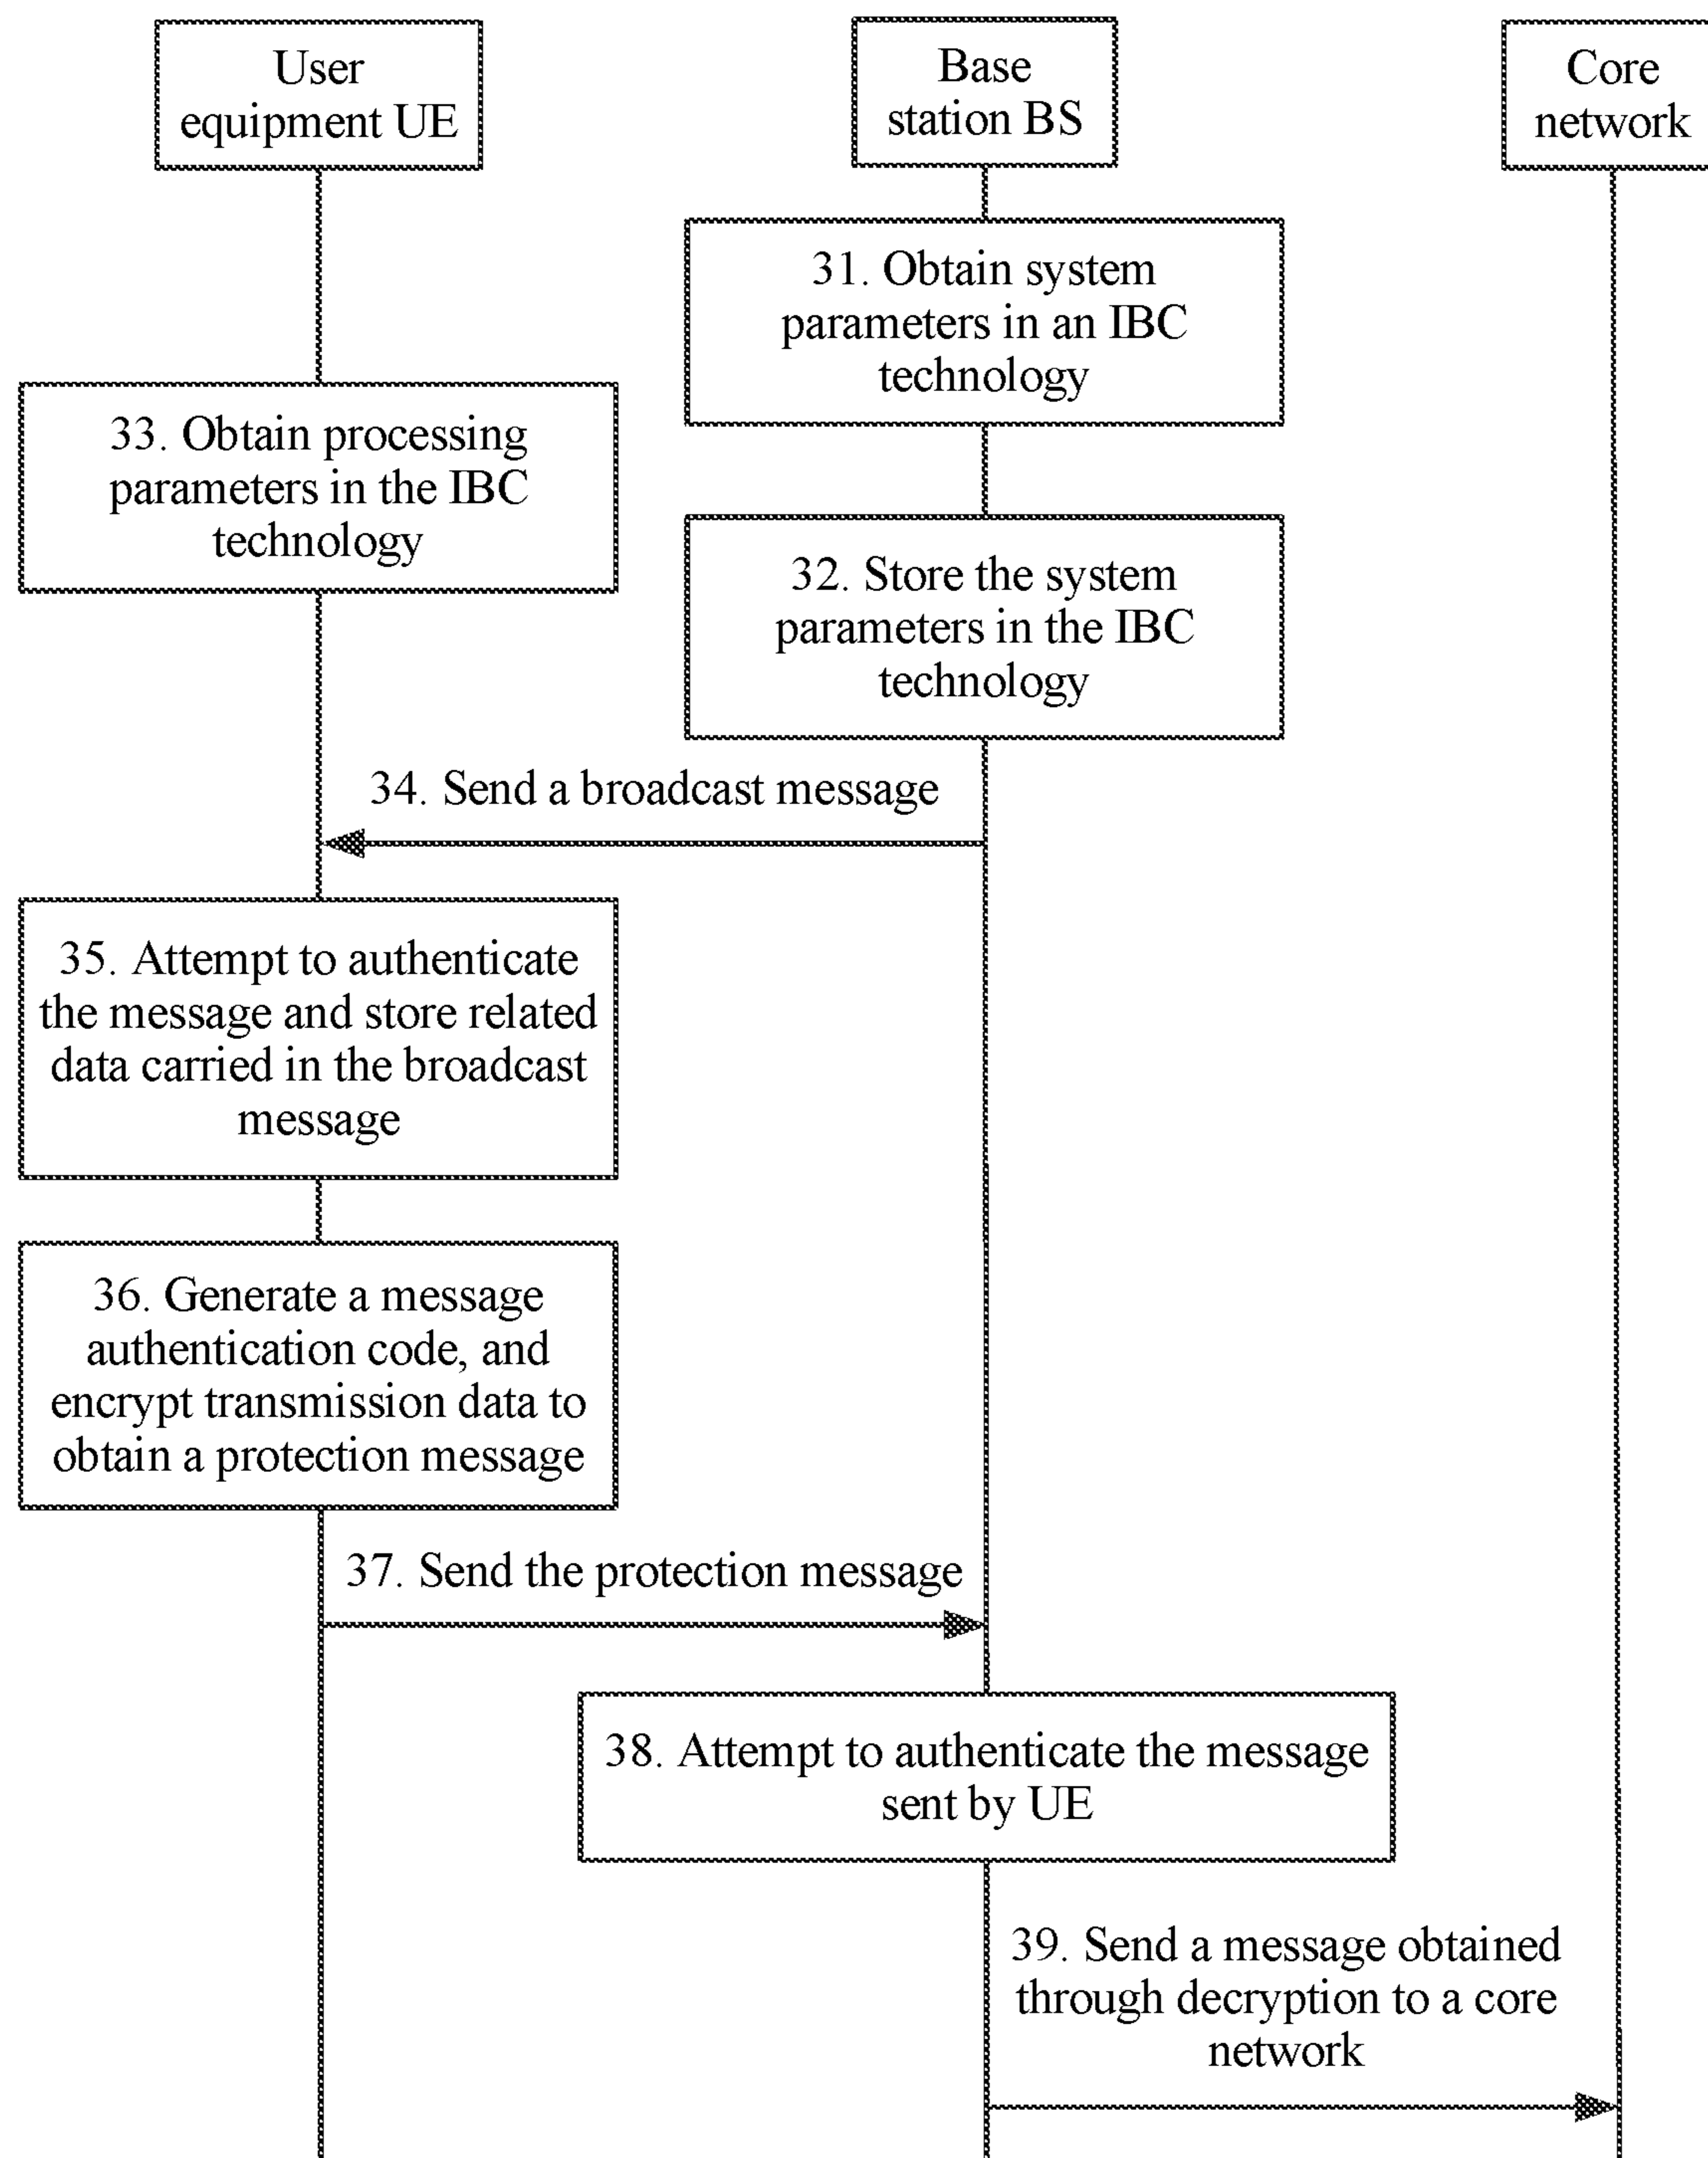 User
equipment UE
Base
station BS
Core
network
31. Obtain system
parameters in an IBC
technology
33. Obtain processing
parameters in the IBC
technology
32. Store the system
parameters in the IBC
technology
34. Send a broadcast message
35. Attempt to authenticate
the message and store related
data carried in the broadcast
message
36. Generate a message
authentication code, and
encrypt transmission data to
obtain a protection message
37. Send the protection message
38. Attempt to authenticate the message
sent by UE
39. Send a message obtained
through decryption to a core
network